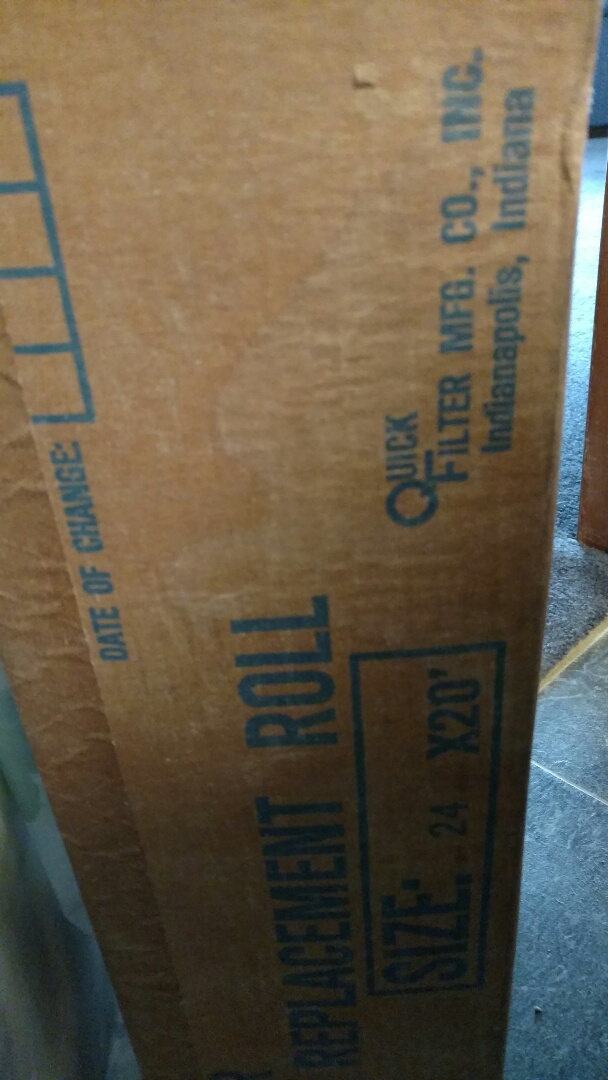 DATE OF CHANGE:
REPLACEMENT ROLL
SIZE: 24 X20'
QUICK
FILTER MFG. CO., INC.
Indianapolis, Indiana